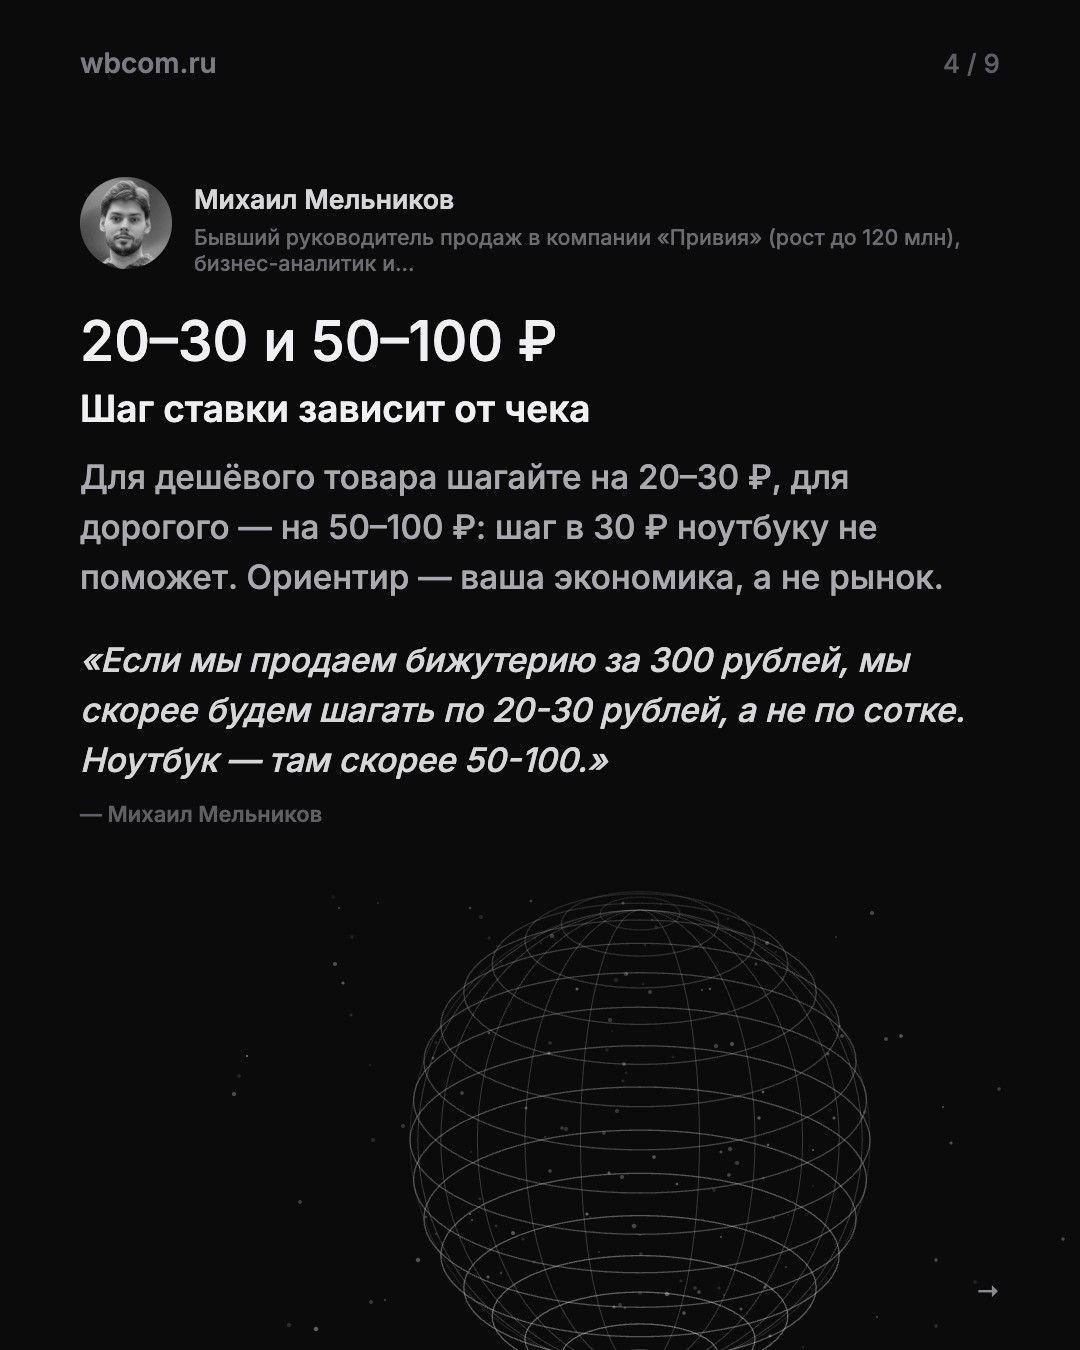 wbcom.ru
4 / 9
Михаил Мельников
Бывший руководитель продаж в компании «Привия» (рост до 120 млн),
бизнес-аналитик и...
20–30 и 50–100 ₽
Шаг ставки зависит от чека
Для дешёвого товара шагайте на 20–30 ₽, для
дорогого — на 50–100 ₽: шаг в 30 ₽ ноутбуку не
поможет. Ориентир — ваша экономика, а не рынок.
«Если мы продаем бижутерию за 300 рублей, мы
скорее будем шагать по 20-30 рублей, а не по сотке.
Ноутбук — там скорее 50-100.»
— Михаил Мельников
→